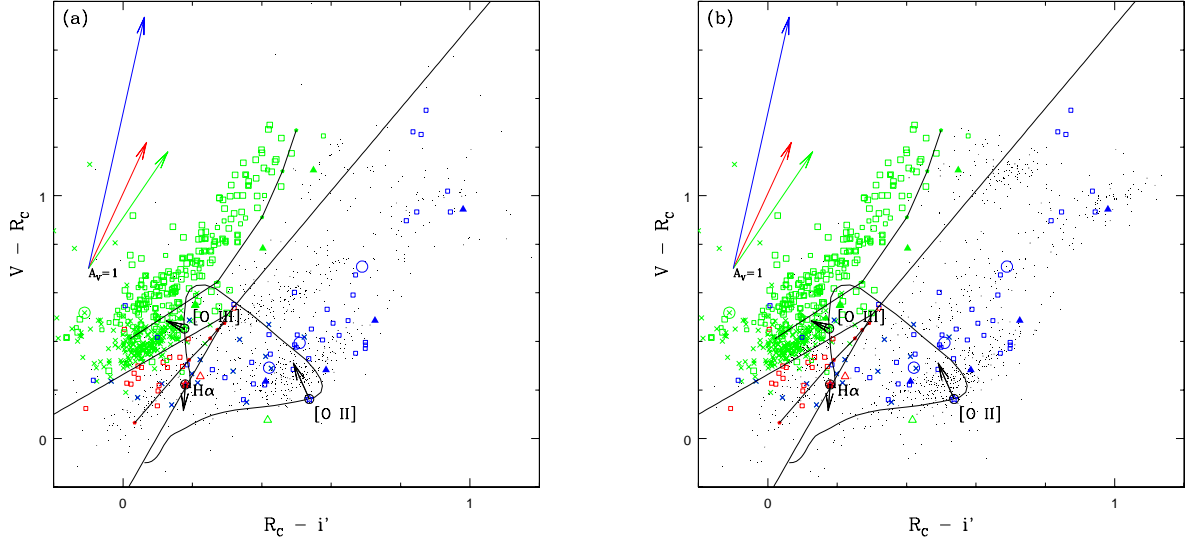 (a)
V − R_C
1
0
A_V=1
[O III]
Hα
[O II]
0
1
R_C − i'
(b)
V − R_C
1
0
A_V=1
[O III]
Hα
[O II]
0
1
R_C − i'